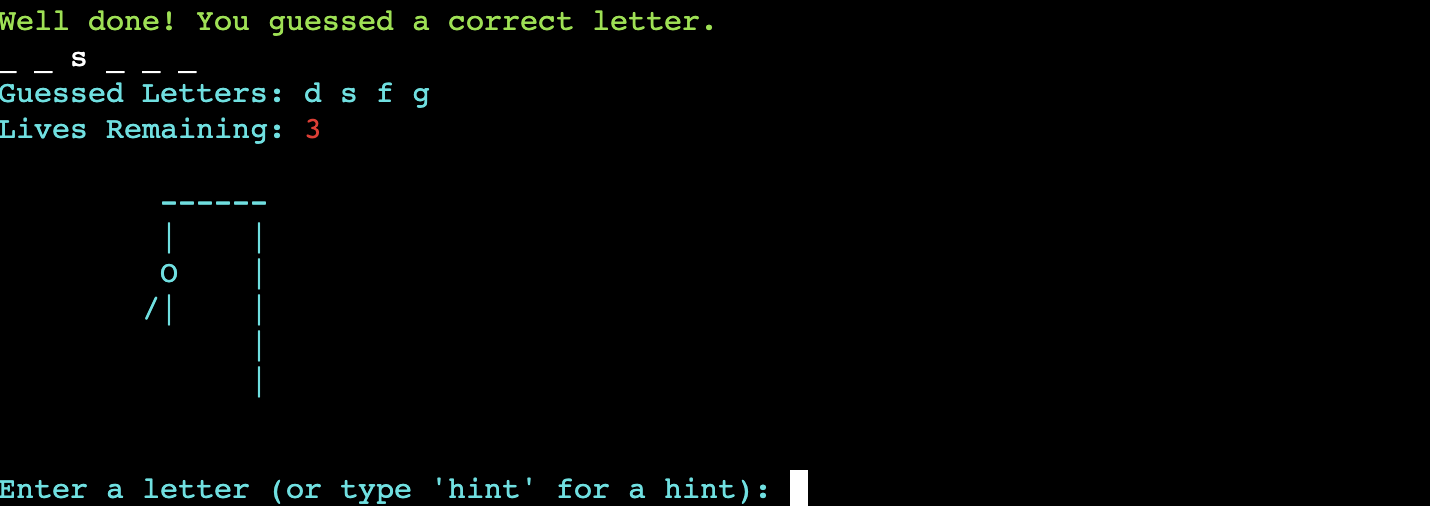 Well done! You guessed a correct letter.
_ _ s _ _ _
Guessed Letters: d s f g
Lives Remaining: 3
         ------
         |    |
         O    |
        /|    |
              |
              |
Enter a letter (or type 'hint' for a hint):